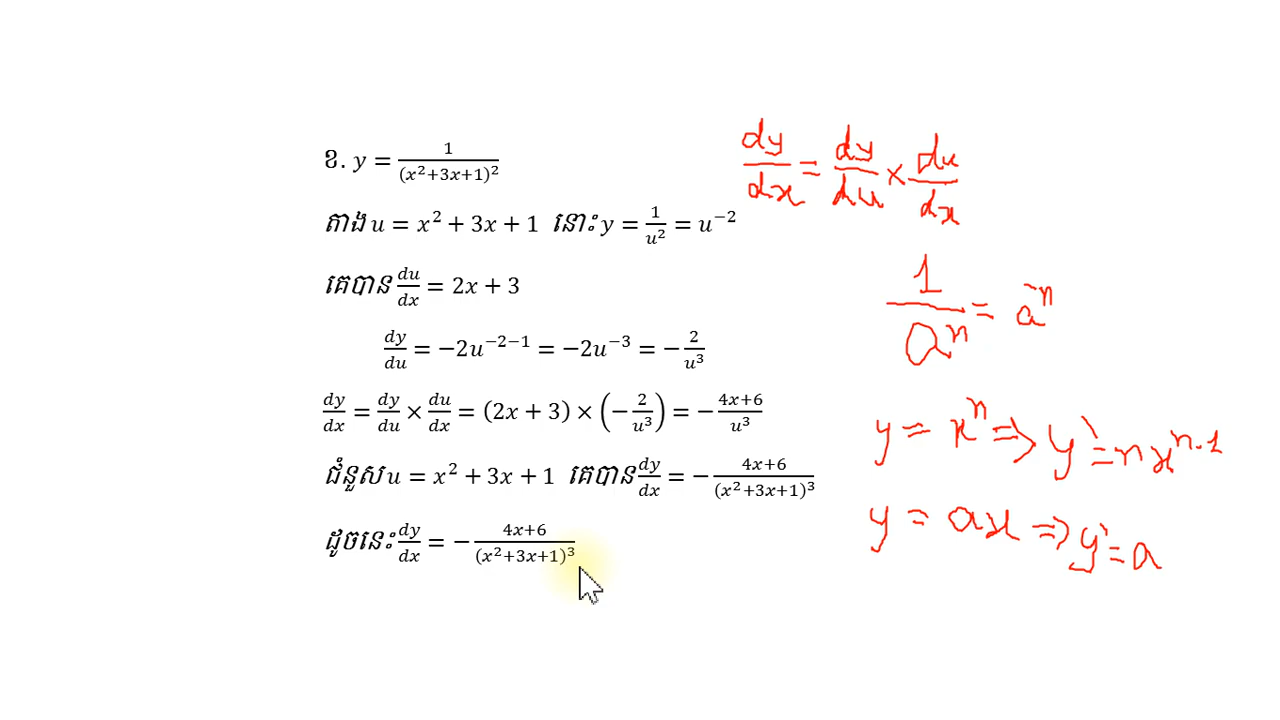 ខ. y = 1/(x²+3x+1)²
តាង u = x² + 3x + 1 នោះ y = 1/u² = u⁻²
គេបាន du/dx = 2x + 3
dy/du = −2u⁻²⁻¹ = −2u⁻³ = −2/u³
dy/dx = dy/du × du/dx = (2x + 3) × (−2/u³) = −(4x+6)/u³
ជំនួស u = x² + 3x + 1 គេបាន dy/dx = −(4x+6)/(x²+3x+1)³
ដូចនេះ dy/dx = −(4x+6)/(x²+3x+1)³
dy/dx = dy/du × du/dx
1/aⁿ = a⁻ⁿ
y = xⁿ ⇒ y' = nxⁿ⁻¹
y = ax ⇒ y' = a